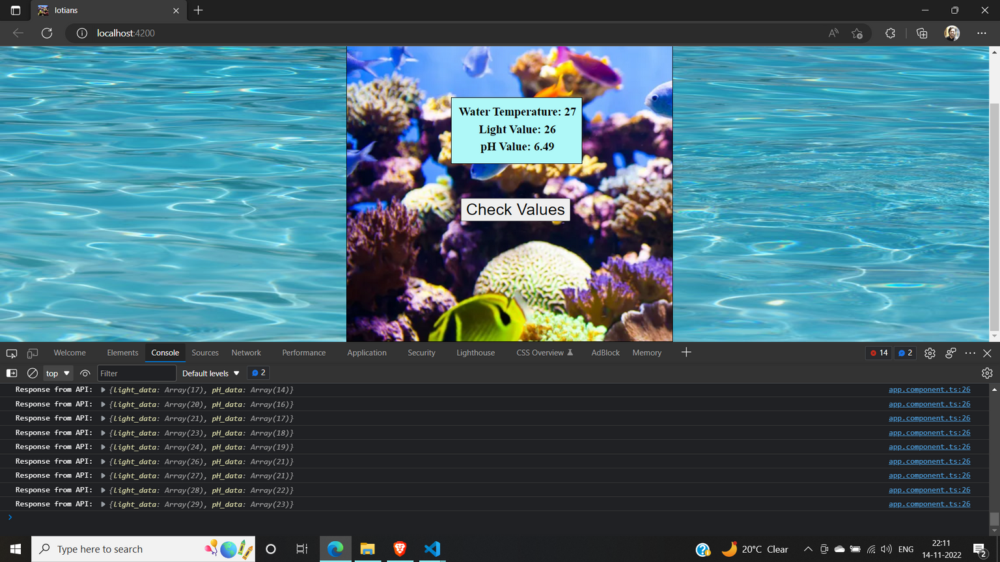 Iotians
localhost:4200
Water Temperature: 27
Light Value: 26
pH Value: 6.49
Check Values
Welcome Elements Console Sources Network Performance Application Security Lighthouse CSS Overview AdBlock Memory 14 2
top Filter Default levels 2
Response from API: {light_data: Array(17), pH_data: Array(14)} app.component.ts:26
Response from API: {light_data: Array(20), pH_data: Array(16)} app.component.ts:26
Response from API: {light_data: Array(21), pH_data: Array(17)} app.component.ts:26
Response from API: {light_data: Array(23), pH_data: Array(18)} app.component.ts:26
Response from API: {light_data: Array(24), pH_data: Array(19)} app.component.ts:26
Response from API: {light_data: Array(26), pH_data: Array(21)} app.component.ts:26
Response from API: {light_data: Array(27), pH_data: Array(21)} app.component.ts:26
Response from API: {light_data: Array(28), pH_data: Array(22)} app.component.ts:26
Response from API: {light_data: Array(29), pH_data: Array(23)} app.component.ts:26
Type here to search 20°C Clear ENG 22:11
14-11-2022 2